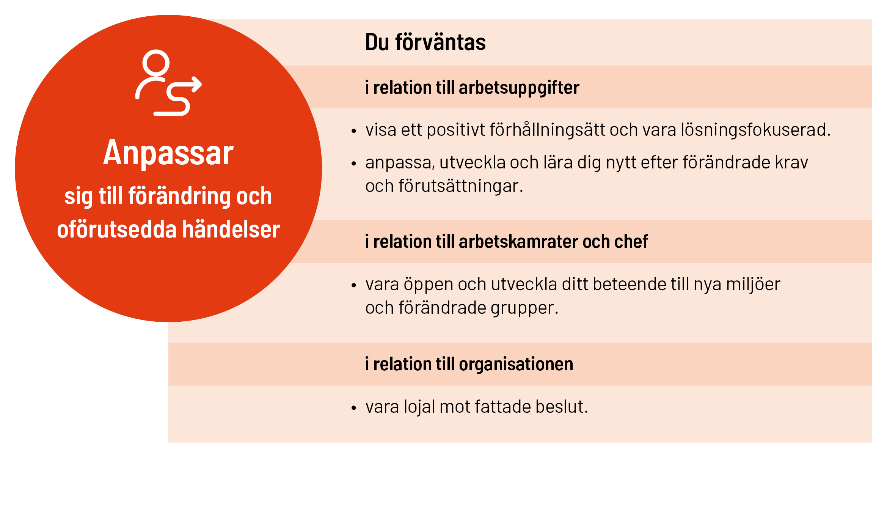 Anpassar
sig till förändring och
oförutsedda händelser
Du förväntas
i relation till arbetsuppgifter
• visa ett positivt förhållningsätt och vara lösningsfokuserad.
• anpassa, utveckla och lära dig nytt efter förändrade krav
och förutsättningar.
i relation till arbetskamrater och chef
• vara öppen och utveckla ditt beteende till nya miljöer
och förändrade grupper.
i relation till organisationen
• vara lojal mot fattade beslut.